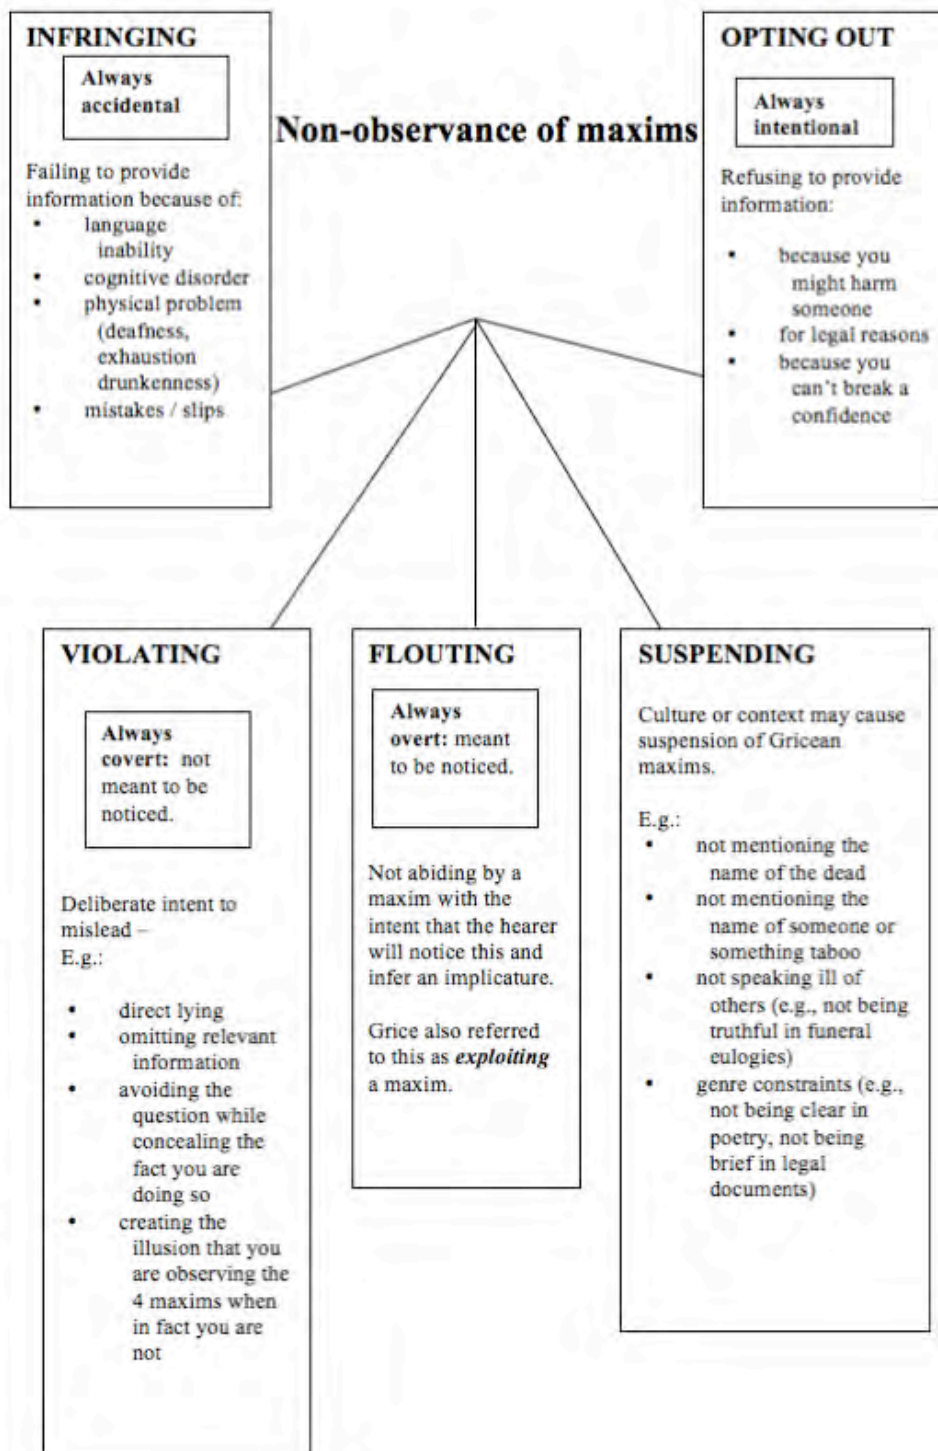 INFRINGING
Always
accidental
Failing to provide
information because of:
• language
inability
• cognitive disorder
• physical problem
(deafness,
exhaustion
drunkenness)
• mistakes / slips
Non-observance of maxims
OPTING OUT
Always
intentional
Refusing to provide
information:
• because you
might harm
someone
• for legal reasons
• because you
can't break a
confidence
VIOLATING
Always
covert: not
meant to be
noticed.
Deliberate intent to
mislead –
E.g.:
• direct lying
• omitting relevant
information
• avoiding the
question while
concealing the
fact you are
doing so
• creating the
illusion that you
are observing the
4 maxims when
in fact you are
not
FLOUTING
Always
overt: meant
to be noticed.
Not abiding by a
maxim with the
intent that the hearer
will notice this and
infer an implicature.
Grice also referred
to this as exploiting
a maxim.
SUSPENDING
Culture or context may cause
suspension of Gricean
maxims.
E.g.:
• not mentioning the
name of the dead
• not mentioning the
name of someone or
something taboo
• not speaking ill of
others (e.g., not being
truthful in funeral
eulogies)
• genre constraints (e.g.,
not being clear in
poetry, not being
brief in legal
documents)